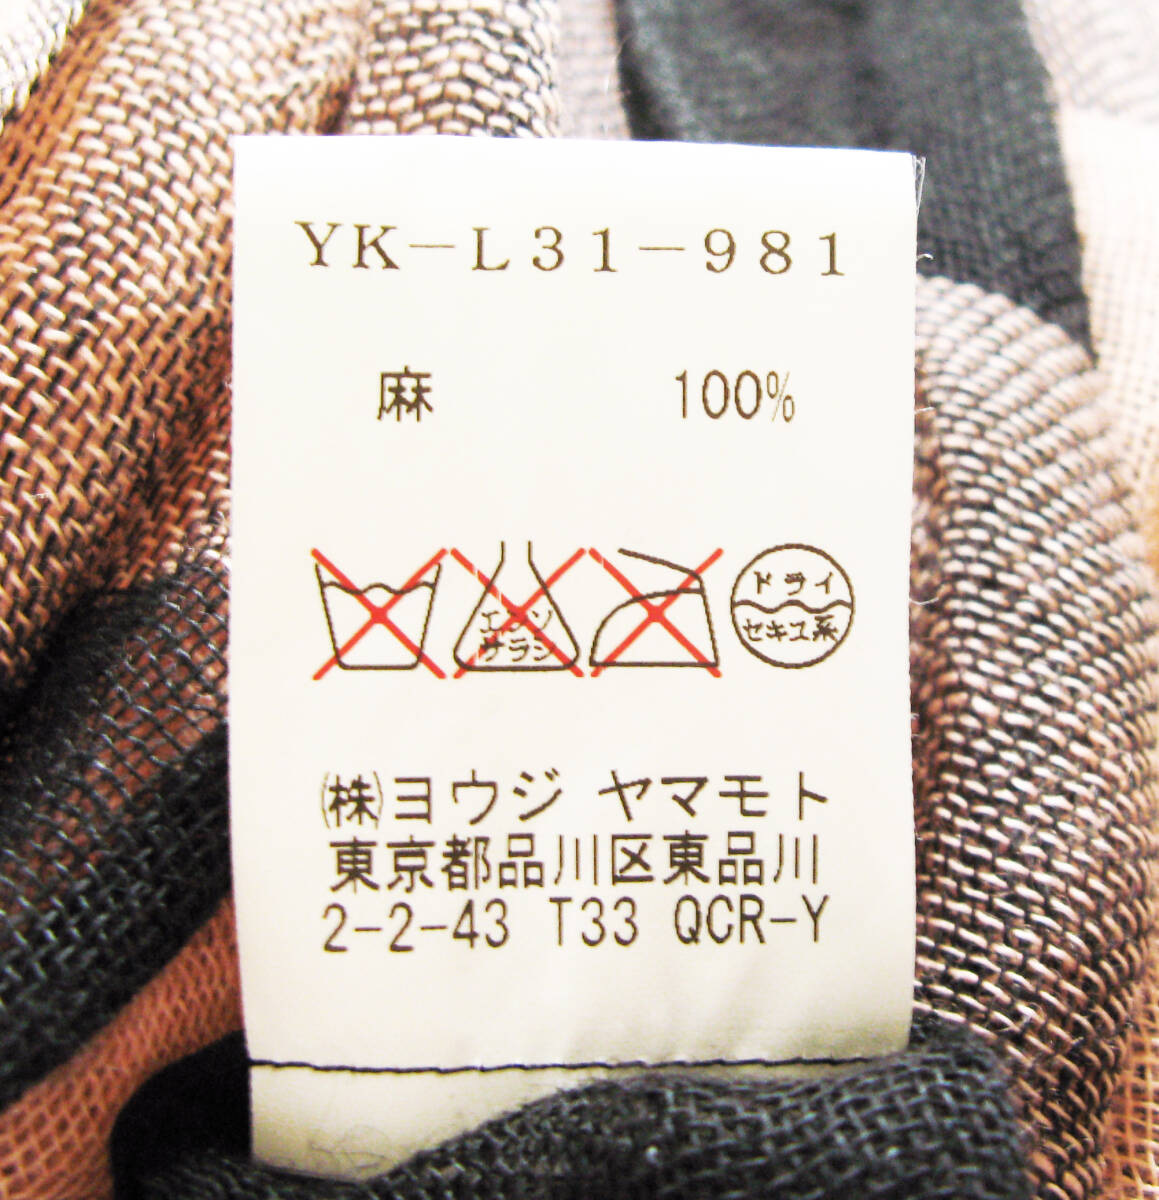 YK-L31-981
麻 100%
エンソ
サラシ
ドライ
セキユ系
㈱ヨウジ ヤマモト
東京都品川区東品川
2-2-43 T33 QCR-Y